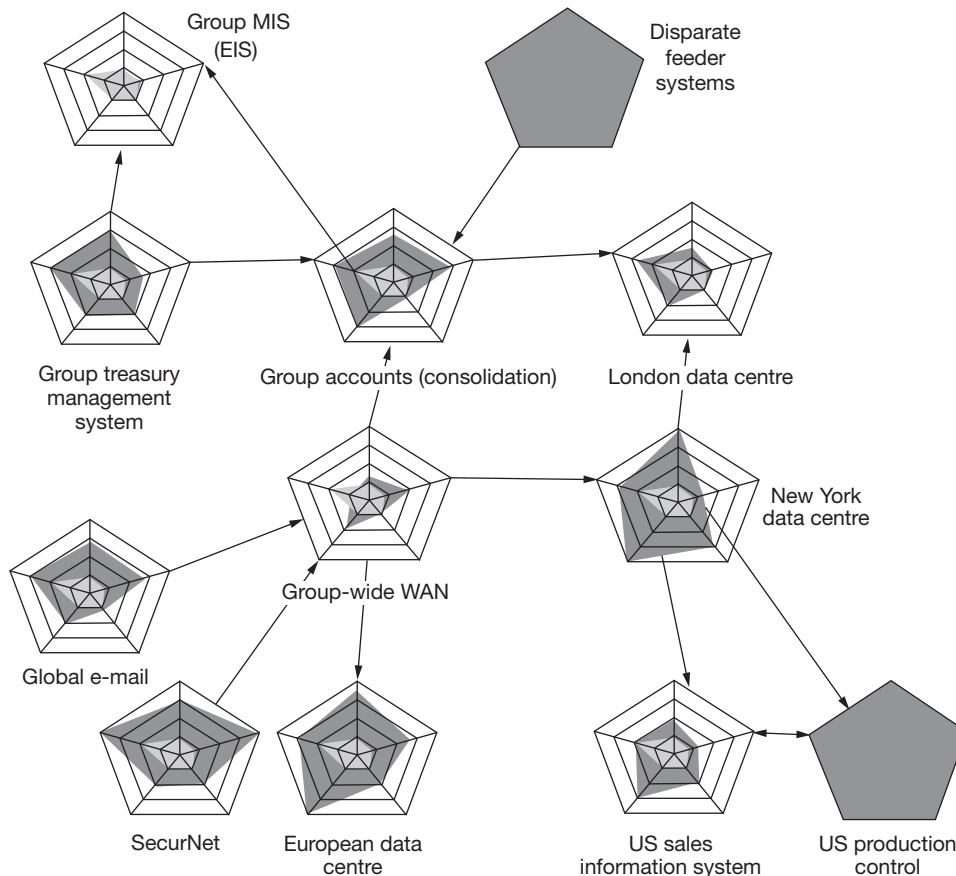 Group MIS
(EIS)
Disparate
feeder
systems
Group treasury
management
system
Group accounts (consolidation)
London data centre
New York
data centre
Group-wide WAN
Global e-mail
SecurNet
European data
centre
US sales
information system
US production
control